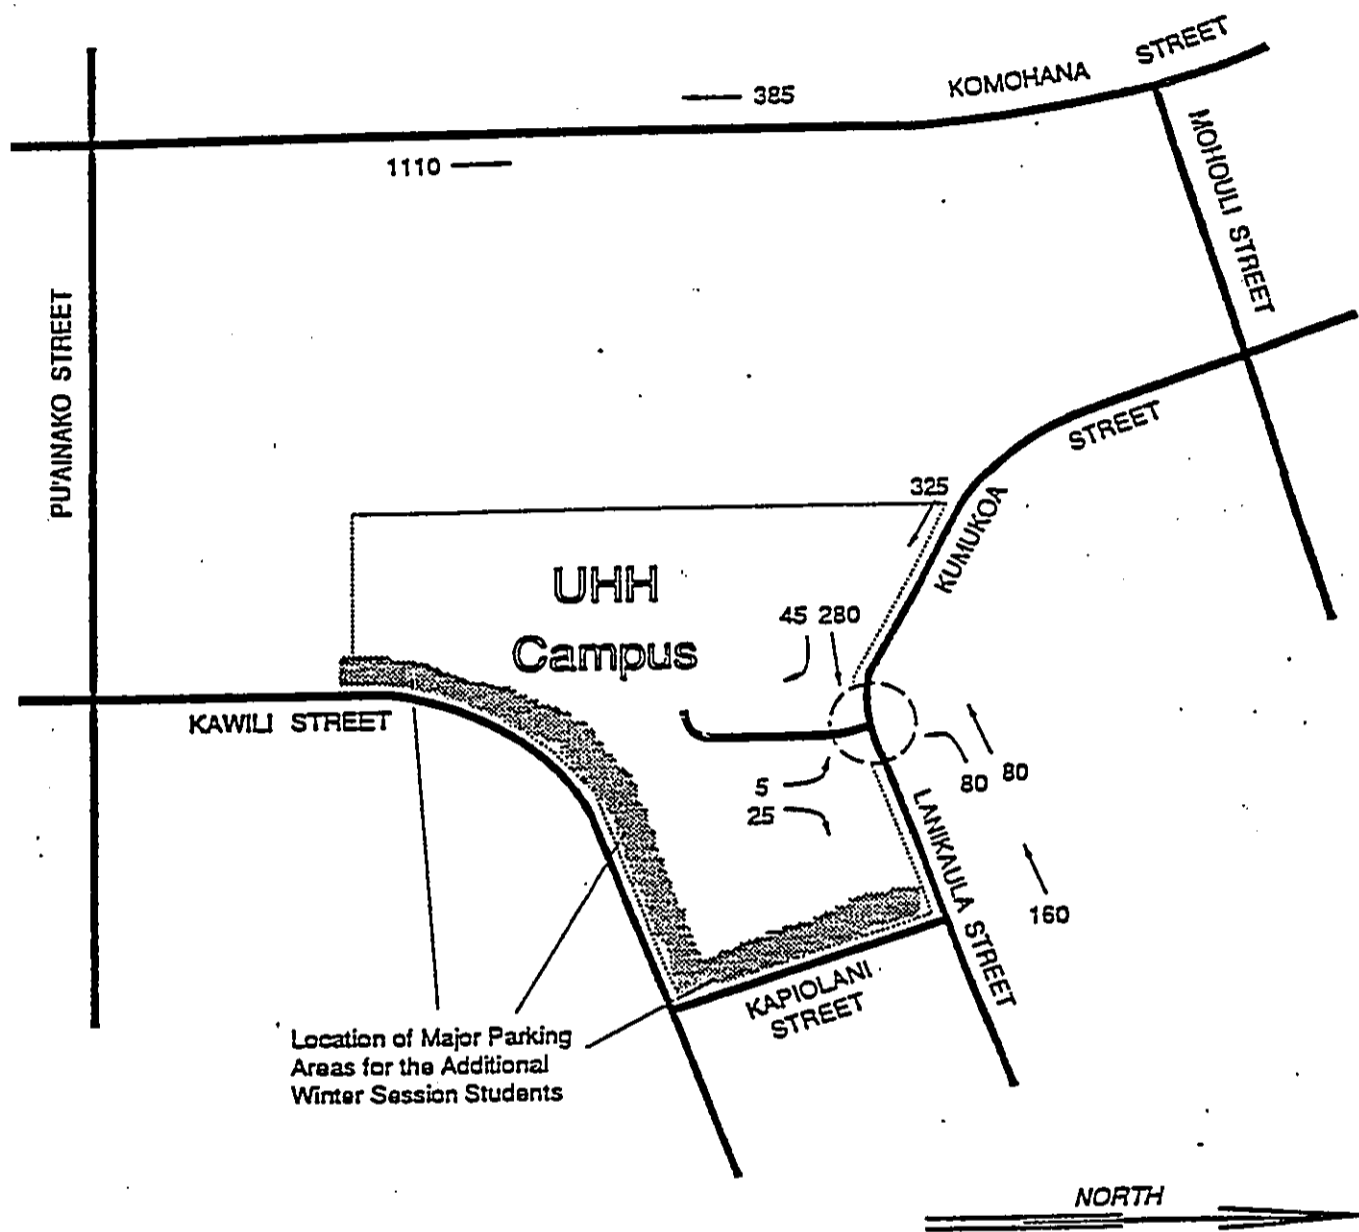 KOMOHANA STREET
385
1110
MOHOULI STREET
PU'AINAKO STREET
STREET
325
KUMUKOA
UHH
Campus
45 280
KAWILI STREET
80 80
5
25
LANIKAULA STREET
160
KAPIOLANI
STREET
Location of Major Parking
Areas for the Additional
Winter Session Students
NORTH